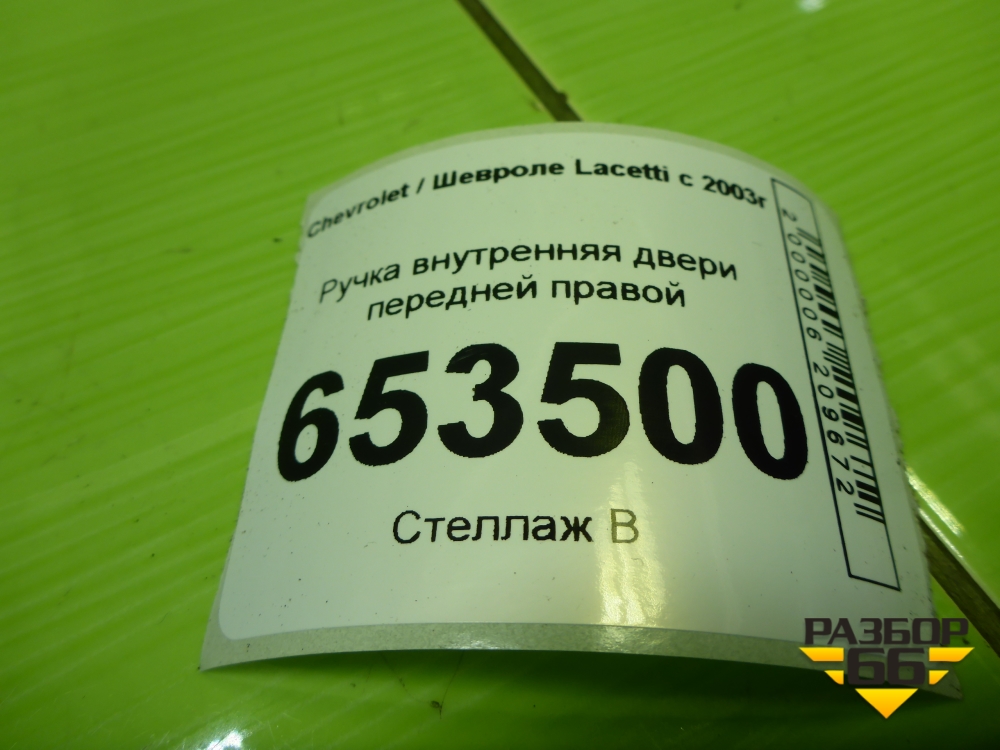 Chevrolet / Шевроле Lacetti с 2003г
Ручка внутренняя двери
передней правой
653500
Стеллаж В
2000006209672
РАЗБОР
66